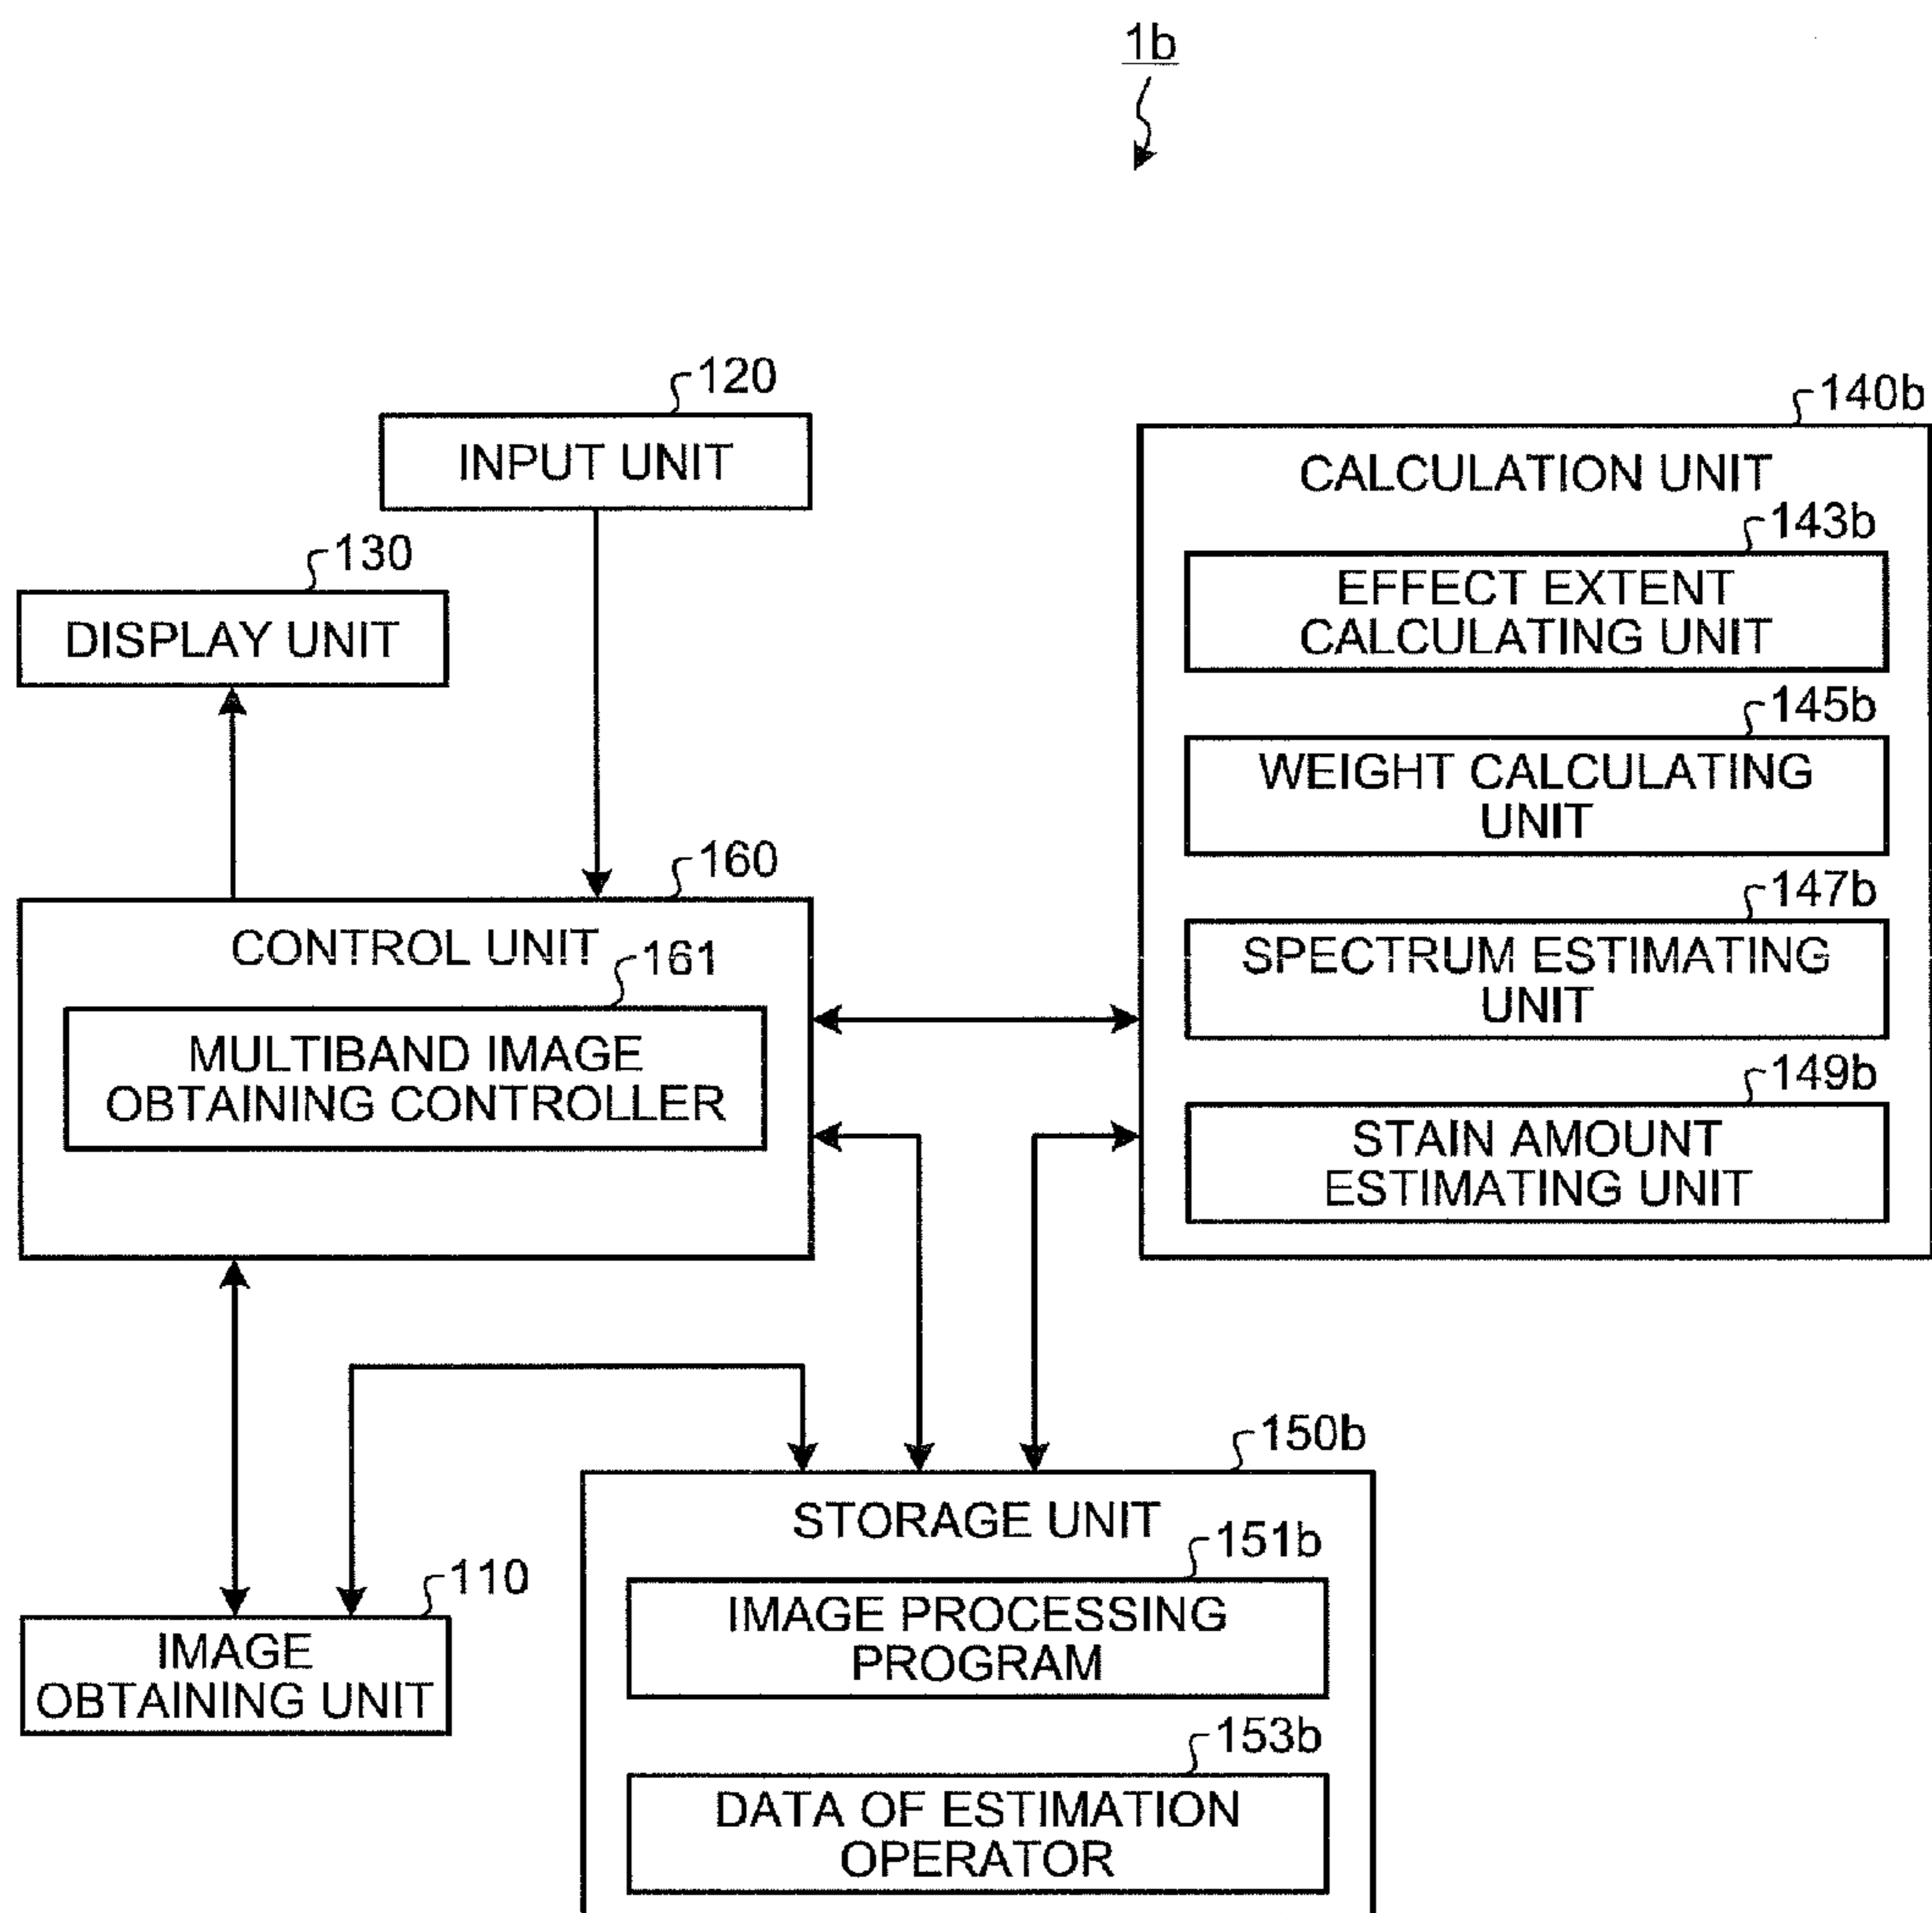 1b
120
INPUT UNIT
130
DISPLAY UNIT
140b
CALCULATION UNIT
143b
EFFECT EXTENT
CALCULATING UNIT
145b
WEIGHT CALCULATING
UNIT
147b
SPECTRUM ESTIMATING
UNIT
149b
STAIN AMOUNT
ESTIMATING UNIT
160
CONTROL UNIT
161
MULTIBAND IMAGE
OBTAINING CONTROLLER
110
IMAGE
OBTAINING UNIT
150b
STORAGE UNIT
151b
IMAGE PROCESSING
PROGRAM
153b
DATA OF ESTIMATION
OPERATOR